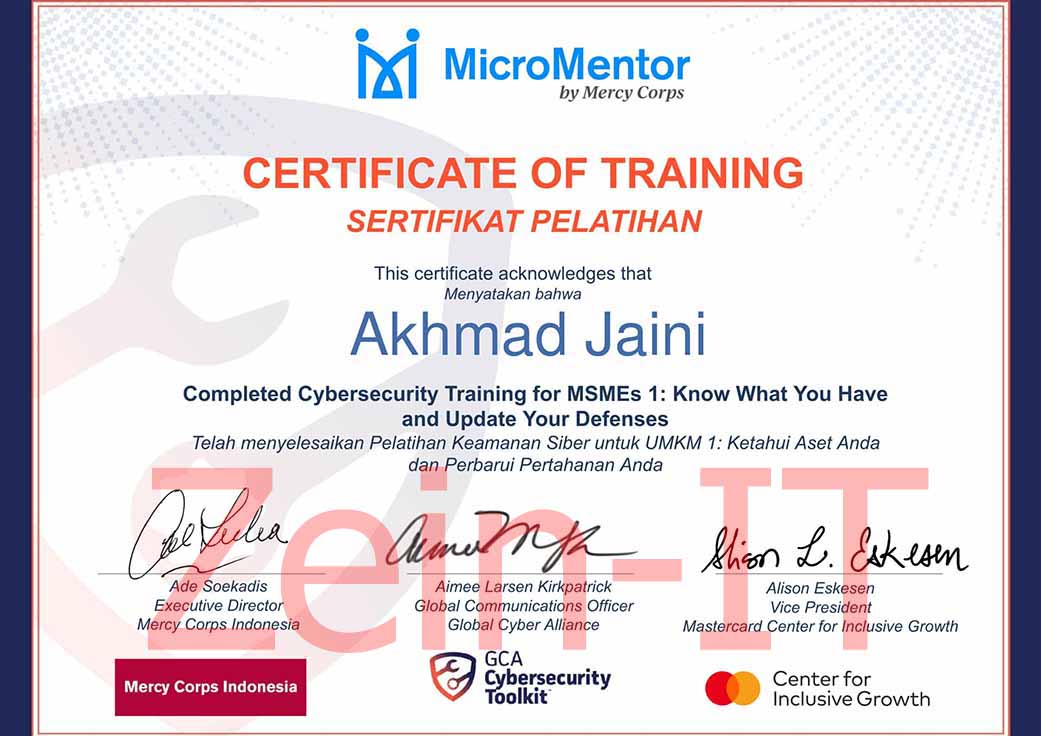 MicroMentor
by Mercy Corps
CERTIFICATE OF TRAINING
SERTIFIKAT PELATIHAN
This certificate acknowledges that
Menyatakan bahwa
Akhmad Jaini
Completed Cybersecurity Training for MSMEs 1: Know What You Have
and Update Your Defenses
Telah menyelesaikan Pelatihan Keamanan Siber untuk UMKM 1: Ketahui Aset Anda
dan Perbarui Pertahanan Anda
Zein-IT
Alison L. Eskesen
Ade Soekadis
Executive Director
Mercy Corps Indonesia
Aimee Larsen Kirkpatrick
Global Communications Officer
Global Cyber Alliance
Alison Eskesen
Vice President
Mastercard Center for Inclusive Growth
Mercy Corps Indonesia
GCA
Cybersecurity
Toolkit
Center for
Inclusive Growth